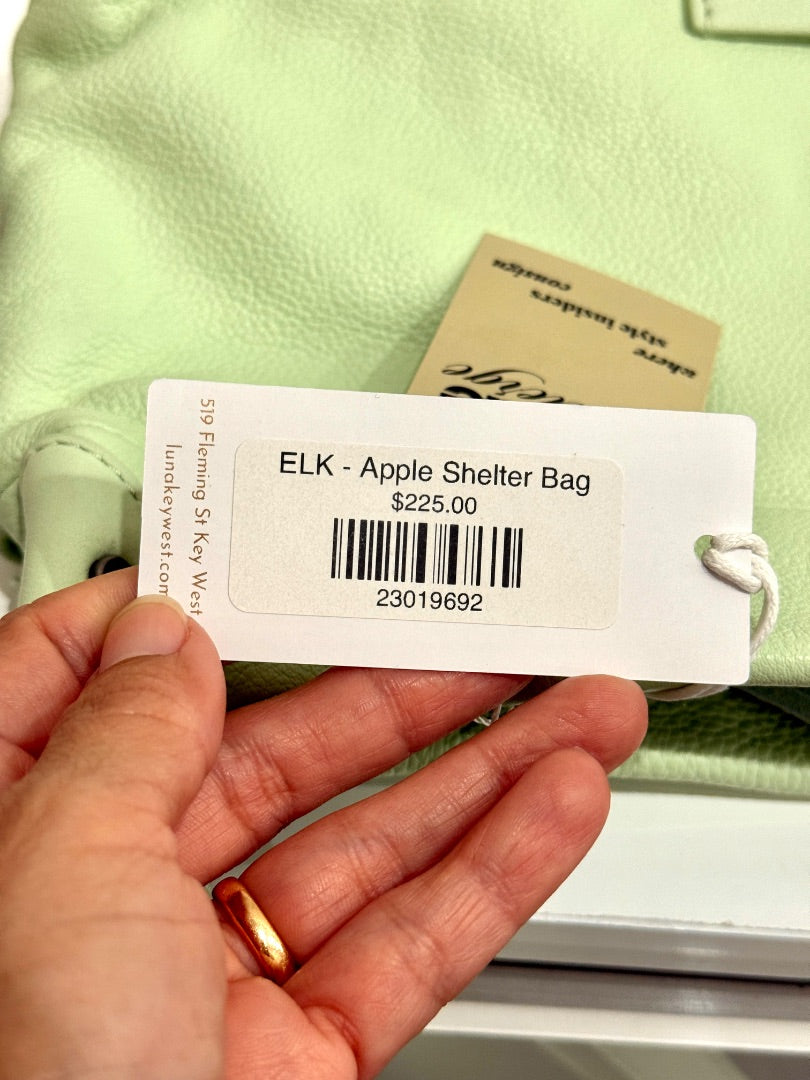 519 Fleming St Key West
lunakeywest.com
ELK - Apple Shelter Bag
$225.00
23019692
where
style insiders
consign